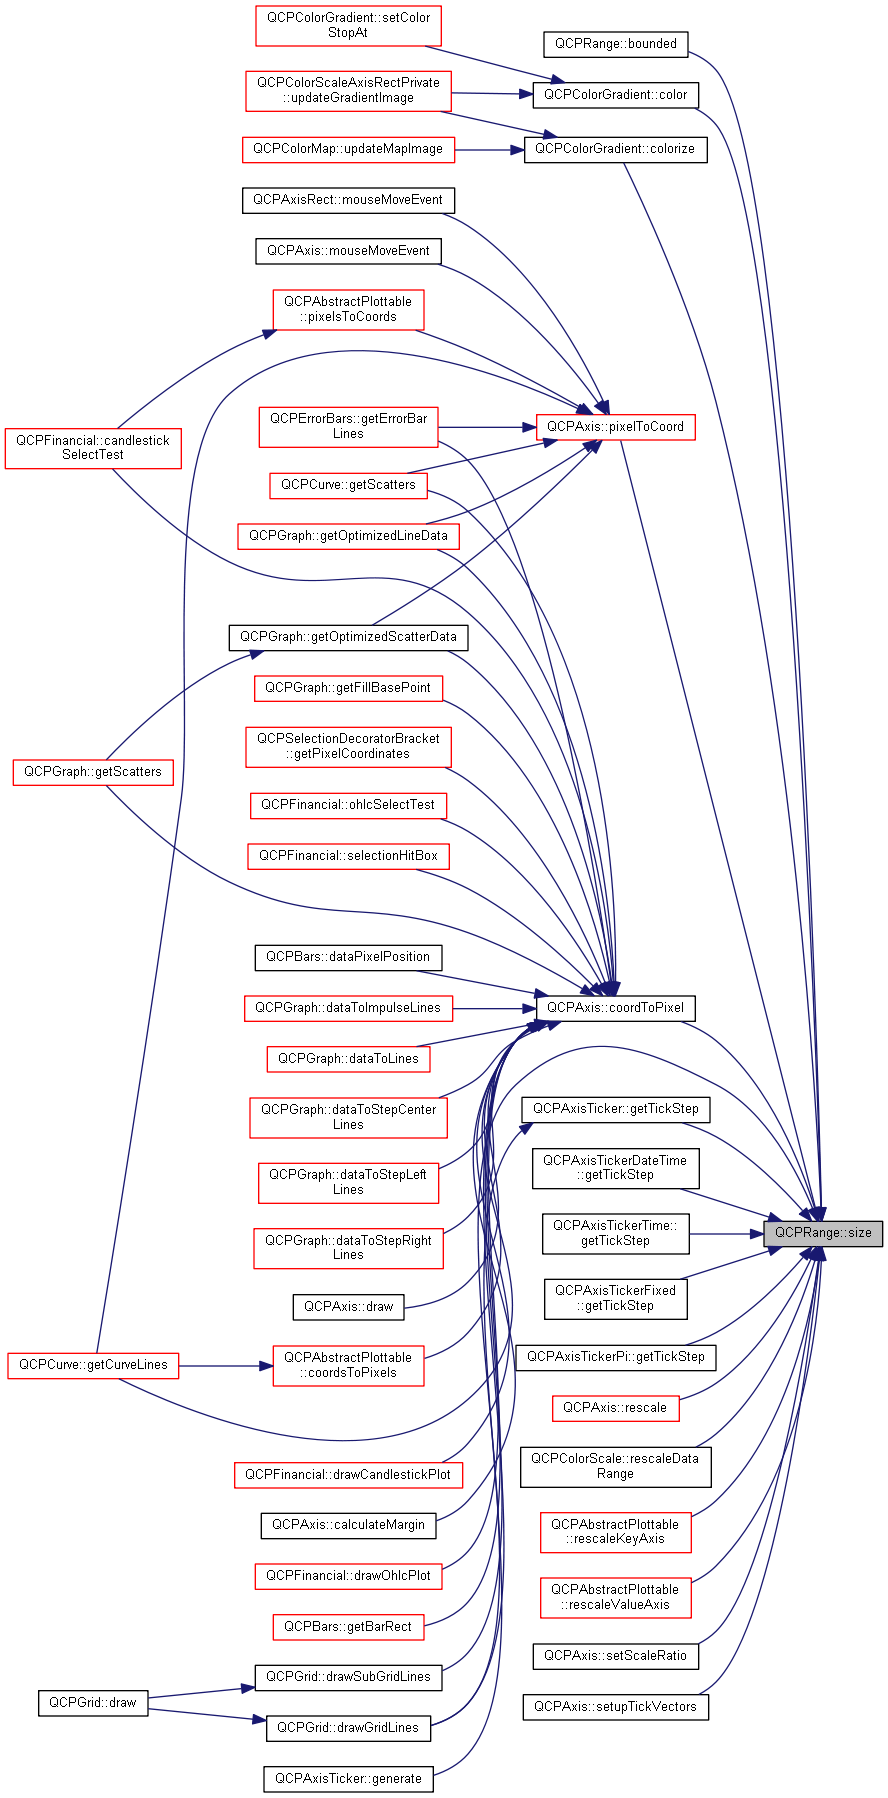 QCPColorGradient::setColor
StopAt
QCPRange::bounded
QCPColorScaleAxisRectPrivate
::updateGradientImage
QCPColorGradient::color
QCPColorMap::updateMapImage
QCPColorGradient::colorize
QCPAxisRect::mouseMoveEvent
QCPAxis::mouseMoveEvent
QCPAbstractPlottable
::pixelsToCoords
QCPFinancial::candlestick
SelectTest
QCPErrorBars::getErrorBar
Lines
QCPAxis::pixelToCoord
QCPCurve::getScatters
QCPGraph::getOptimizedLineData
QCPGraph::getOptimizedScatterData
QCPGraph::getFillBasePoint
QCPSelectionDecoratorBracket
::getPixelCoordinates
QCPGraph::getScatters
QCPFinancial::ohlcSelectTest
QCPFinancial::selectionHitBox
QCPBars::dataPixelPosition
QCPGraph::dataToImpulseLines
QCPAxis::coordToPixel
QCPGraph::dataToLines
QCPGraph::dataToStepCenter
Lines
QCPAxisTicker::getTickStep
QCPGraph::dataToStepLeft
Lines
QCPAxisTickerDateTime
::getTickStep
QCPGraph::dataToStepRight
Lines
QCPAxisTickerTime::
getTickStep
QCPRange::size
QCPAxis::draw
QCPAxisTickerFixed
::getTickStep
QCPCurve::getCurveLines
QCPAbstractPlottable
::coordsToPixels
QCPAxisTickerPi::getTickStep
QCPAxis::rescale
QCPFinancial::drawCandlestickPlot
QCPColorScale::rescaleData
Range
QCPAxis::calculateMargin
QCPAbstractPlottable
::rescaleKeyAxis
QCPFinancial::drawOhlcPlot
QCPAbstractPlottable
::rescaleValueAxis
QCPBars::getBarRect
QCPAxis::setScaleRatio
QCPGrid::drawSubGridLines
QCPGrid::draw
QCPAxis::setupTickVectors
QCPGrid::drawGridLines
QCPAxisTicker::generate